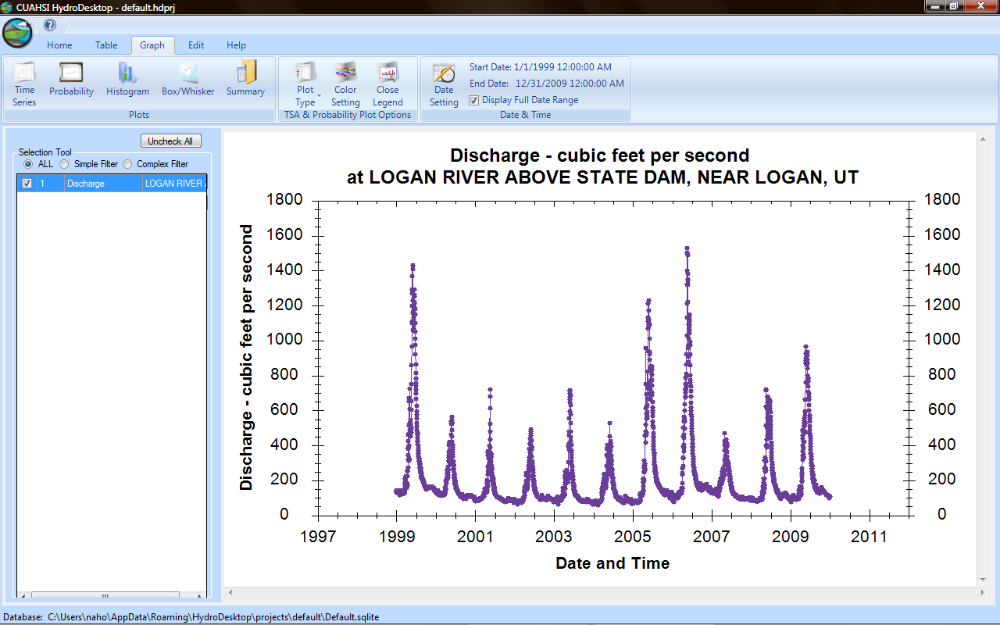 CUAHSI HydroDesktop - default.hdprj
Home Table Graph Edit Help
Time Series Probability Histogram Box/Whisker Summary
Plots
Plot Type Color Setting Close Legend
TSA & Probability Plot Options
Date Setting
Start Date: 1/1/1999 12:00:00 AM
End Date: 12/31/2009 12:00:00 AM
Display Full Date Range
Date & Time
Uncheck All
Selection Tool
ALL Simple Filter Complex Filter
1 Discharge LOGAN RIVER
Discharge - cubic feet per second
at LOGAN RIVER ABOVE STATE DAM, NEAR LOGAN, UT
Discharge - cubic feet per second
1800 1800
1600 1600
1400 1400
1200 1200
1000 1000
800 800
600 600
400 400
200 200
0 0
1997 1999 2001 2003 2005 2007 2009 2011
Date and Time
Database: C:\Users\naho\AppData\Roaming\HydroDesktop\projects\default\Default.sqlite